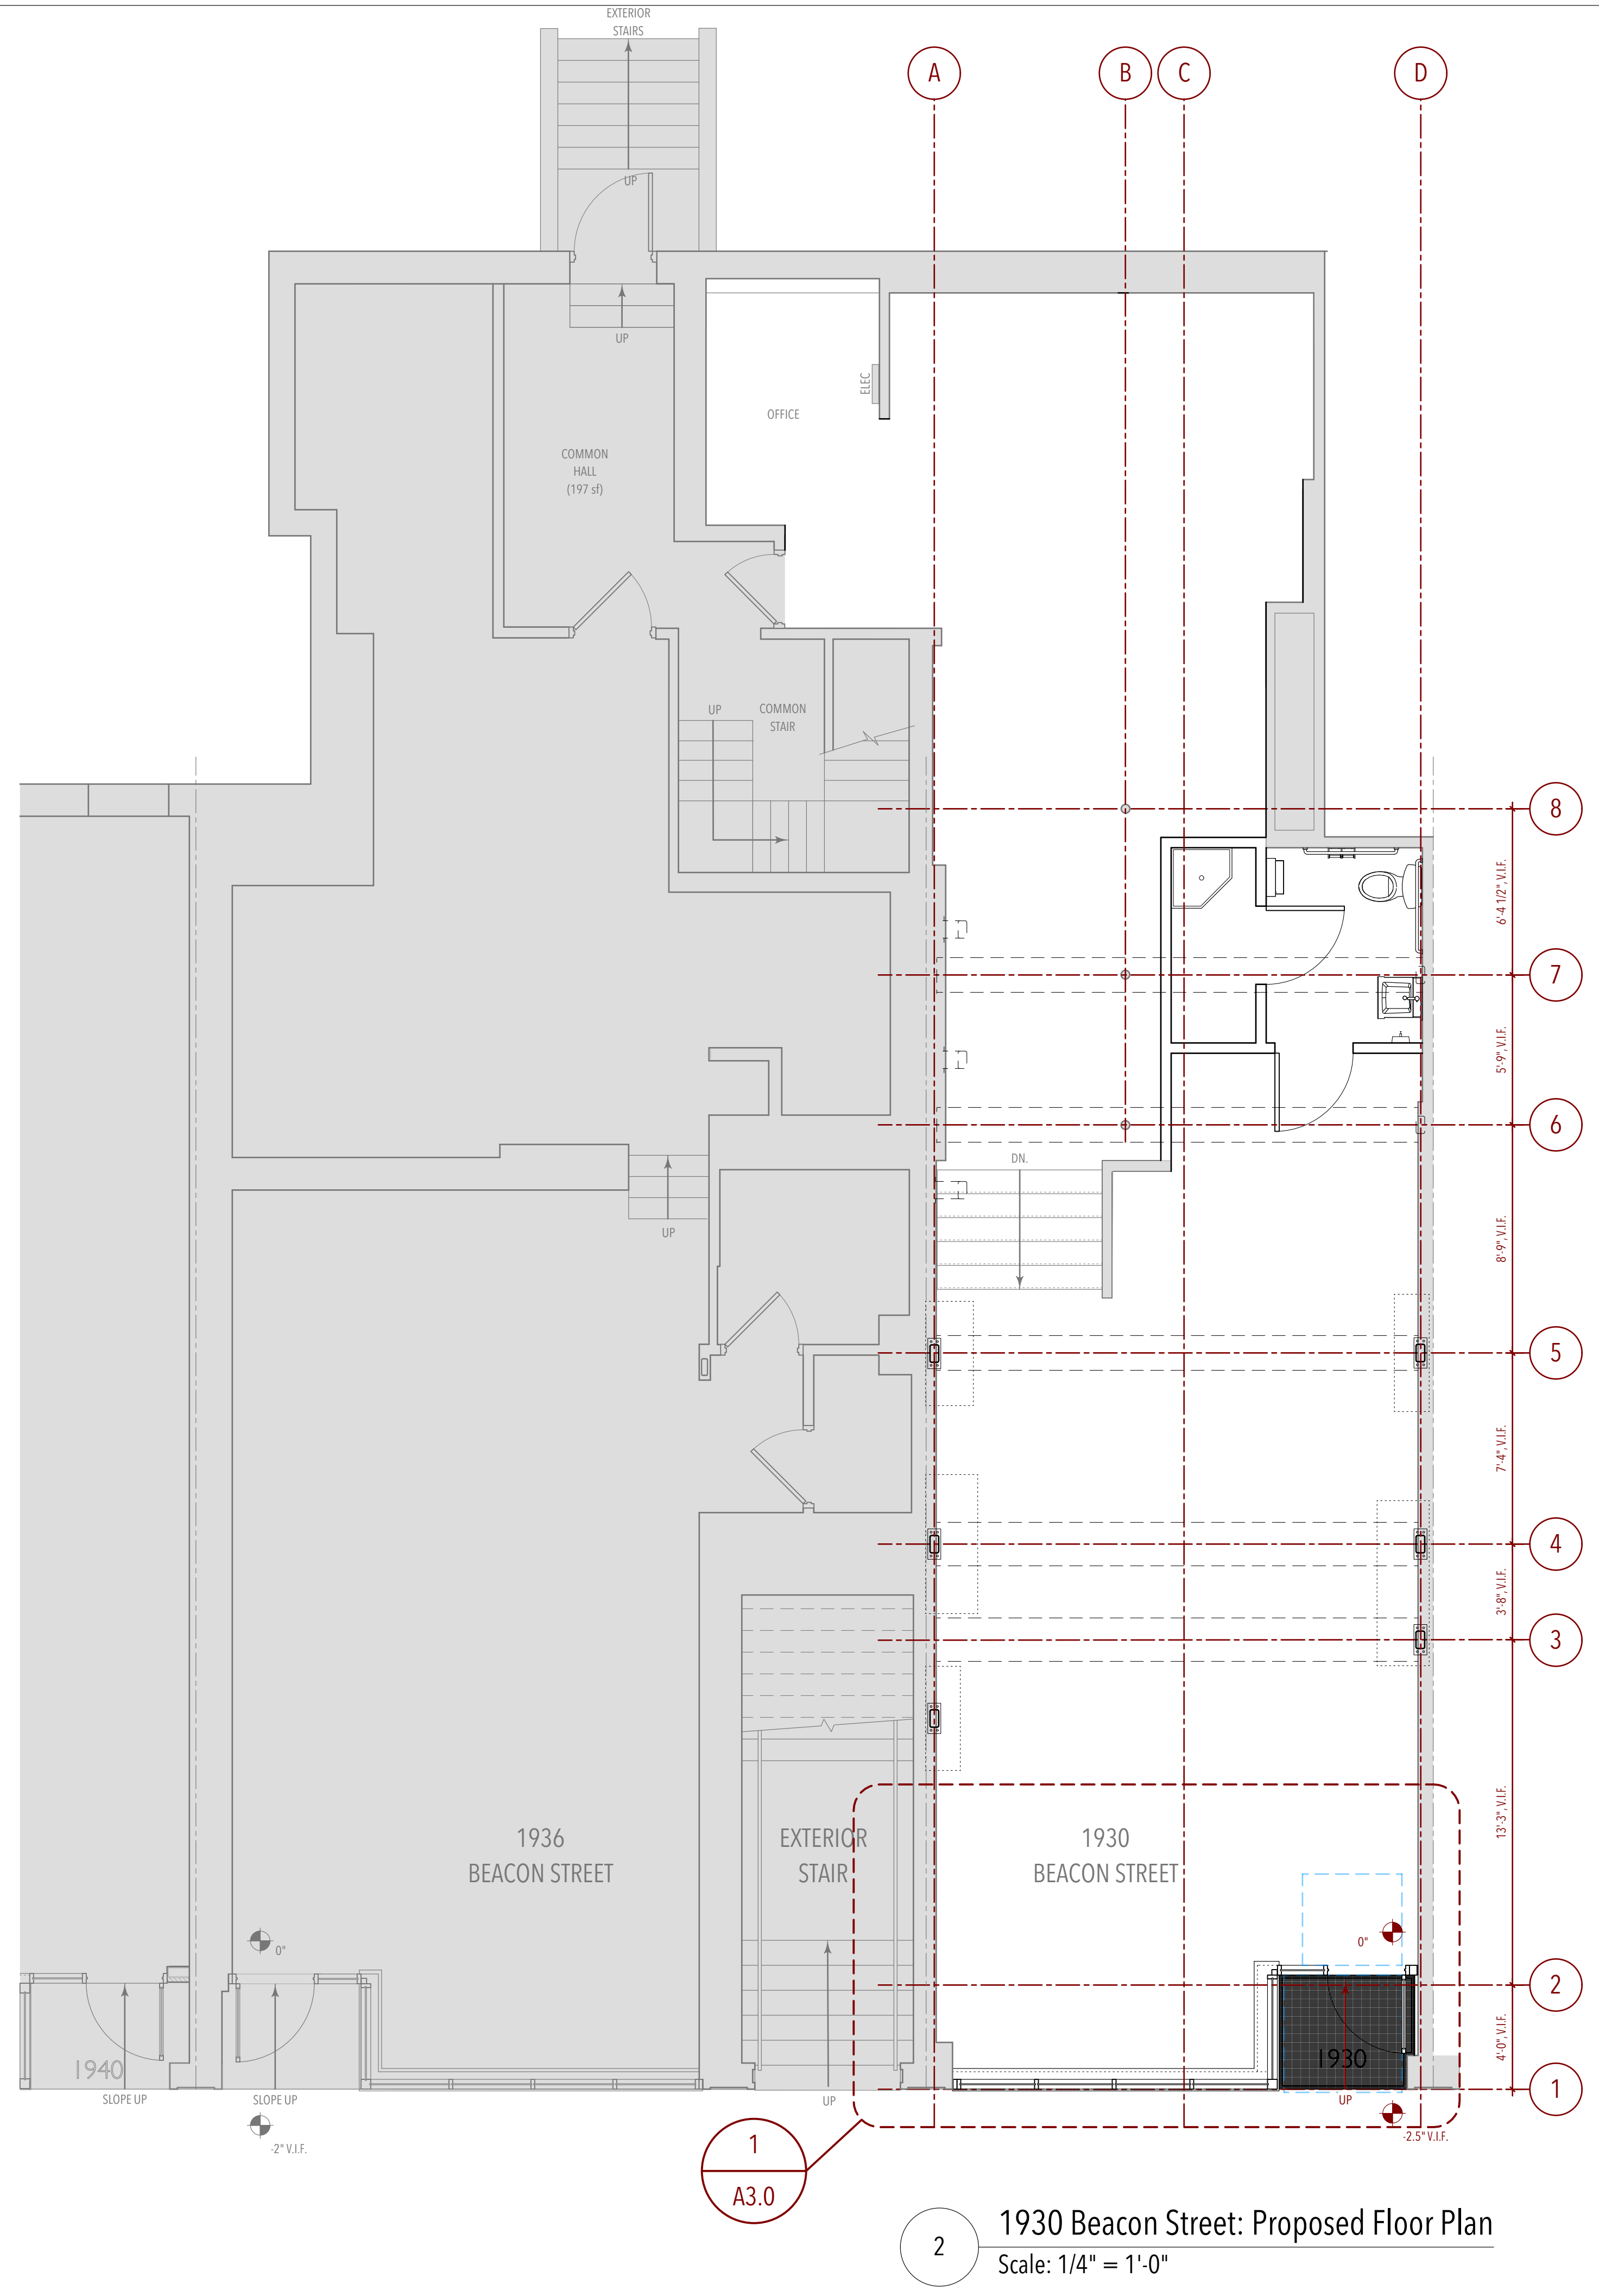 EXTERIOR
STAIRS
A
B
C
D
UP
UP
ELEC
OFFICE
COMMON
HALL
(197 sf)
UP
COMMON
STAIR
8
6'-4 1/2", V.I.F.
7
5'-9", V.I.F.
6
DN.
UP
8'-9", V.I.F.
5
7'-4", V.I.F.
4
3'-8", V.I.F.
3
13'-3", V.I.F.
1936
BEACON STREET
EXTERIOR
STAIR
1930
BEACON STREET
0"
0"
2
4'-0", V.I.F.
1940
1930
SLOPE UP
SLOPE UP
UP
UP
1
-2" V.I.F.
-2.5" V.I.F.
1
A3.0
2
1930 Beacon Street: Proposed Floor Plan
Scale: 1/4" = 1'-0"